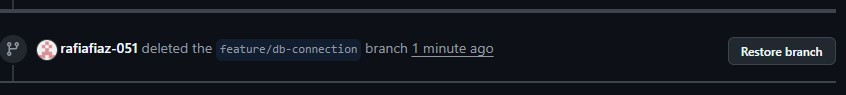 rafiafiaz-051 deleted the feature/db-connection branch 1 minute ago
Restore branch